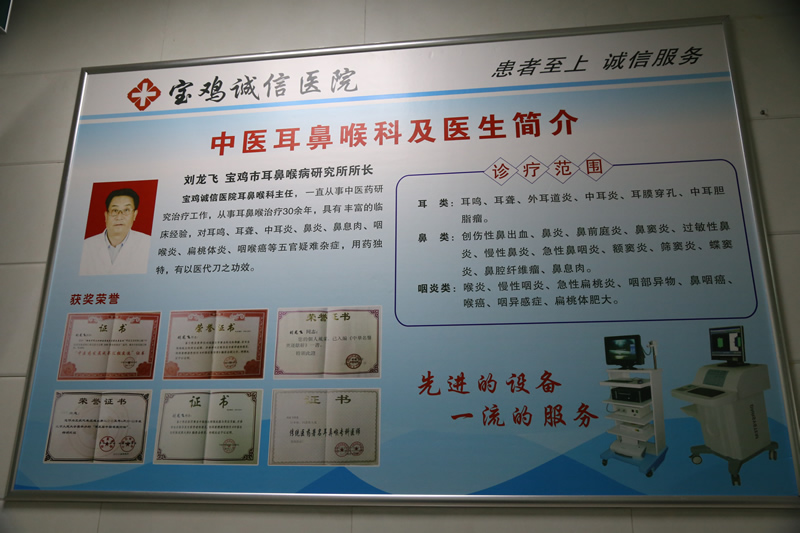 宝鸡诚信医院
患者至上 诚信服务
中医耳鼻喉科及医生简介
刘龙飞 宝鸡市耳鼻喉病研究所所长
宝鸡诚信医院耳鼻喉科主任，一直从事中医药研
究治疗工作，从事耳鼻喉治疗30余年，具有丰富的临
床经验，对耳鸣、耳聋、中耳炎、鼻炎、鼻息肉、咽
喉炎、扁桃体炎、咽喉癌等五官疑难杂症，用药独
特，有以医代刀之功效。
诊疗范围
耳 类：耳鸣、耳聋、外耳道炎、中耳炎、耳膜穿孔、中耳胆
脂瘤。
鼻 类：创伤性鼻出血、鼻炎、鼻前庭炎、鼻窦炎、过敏性鼻
炎、慢性鼻炎、急性鼻咽炎、额窦炎、筛窦炎、蝶窦
炎、鼻腔纤维瘤、鼻息肉。
咽炎类：喉炎、慢性咽炎、急性扁桃炎、咽部异物、鼻咽癌、
喉癌、咽异感症、扁桃体肥大。
获奖荣誉
证书
荣誉证书
荣誉证书
荣誉证书
证书
证书
传统医药著名耳鼻喉专科医师
先进的设备
一流的服务